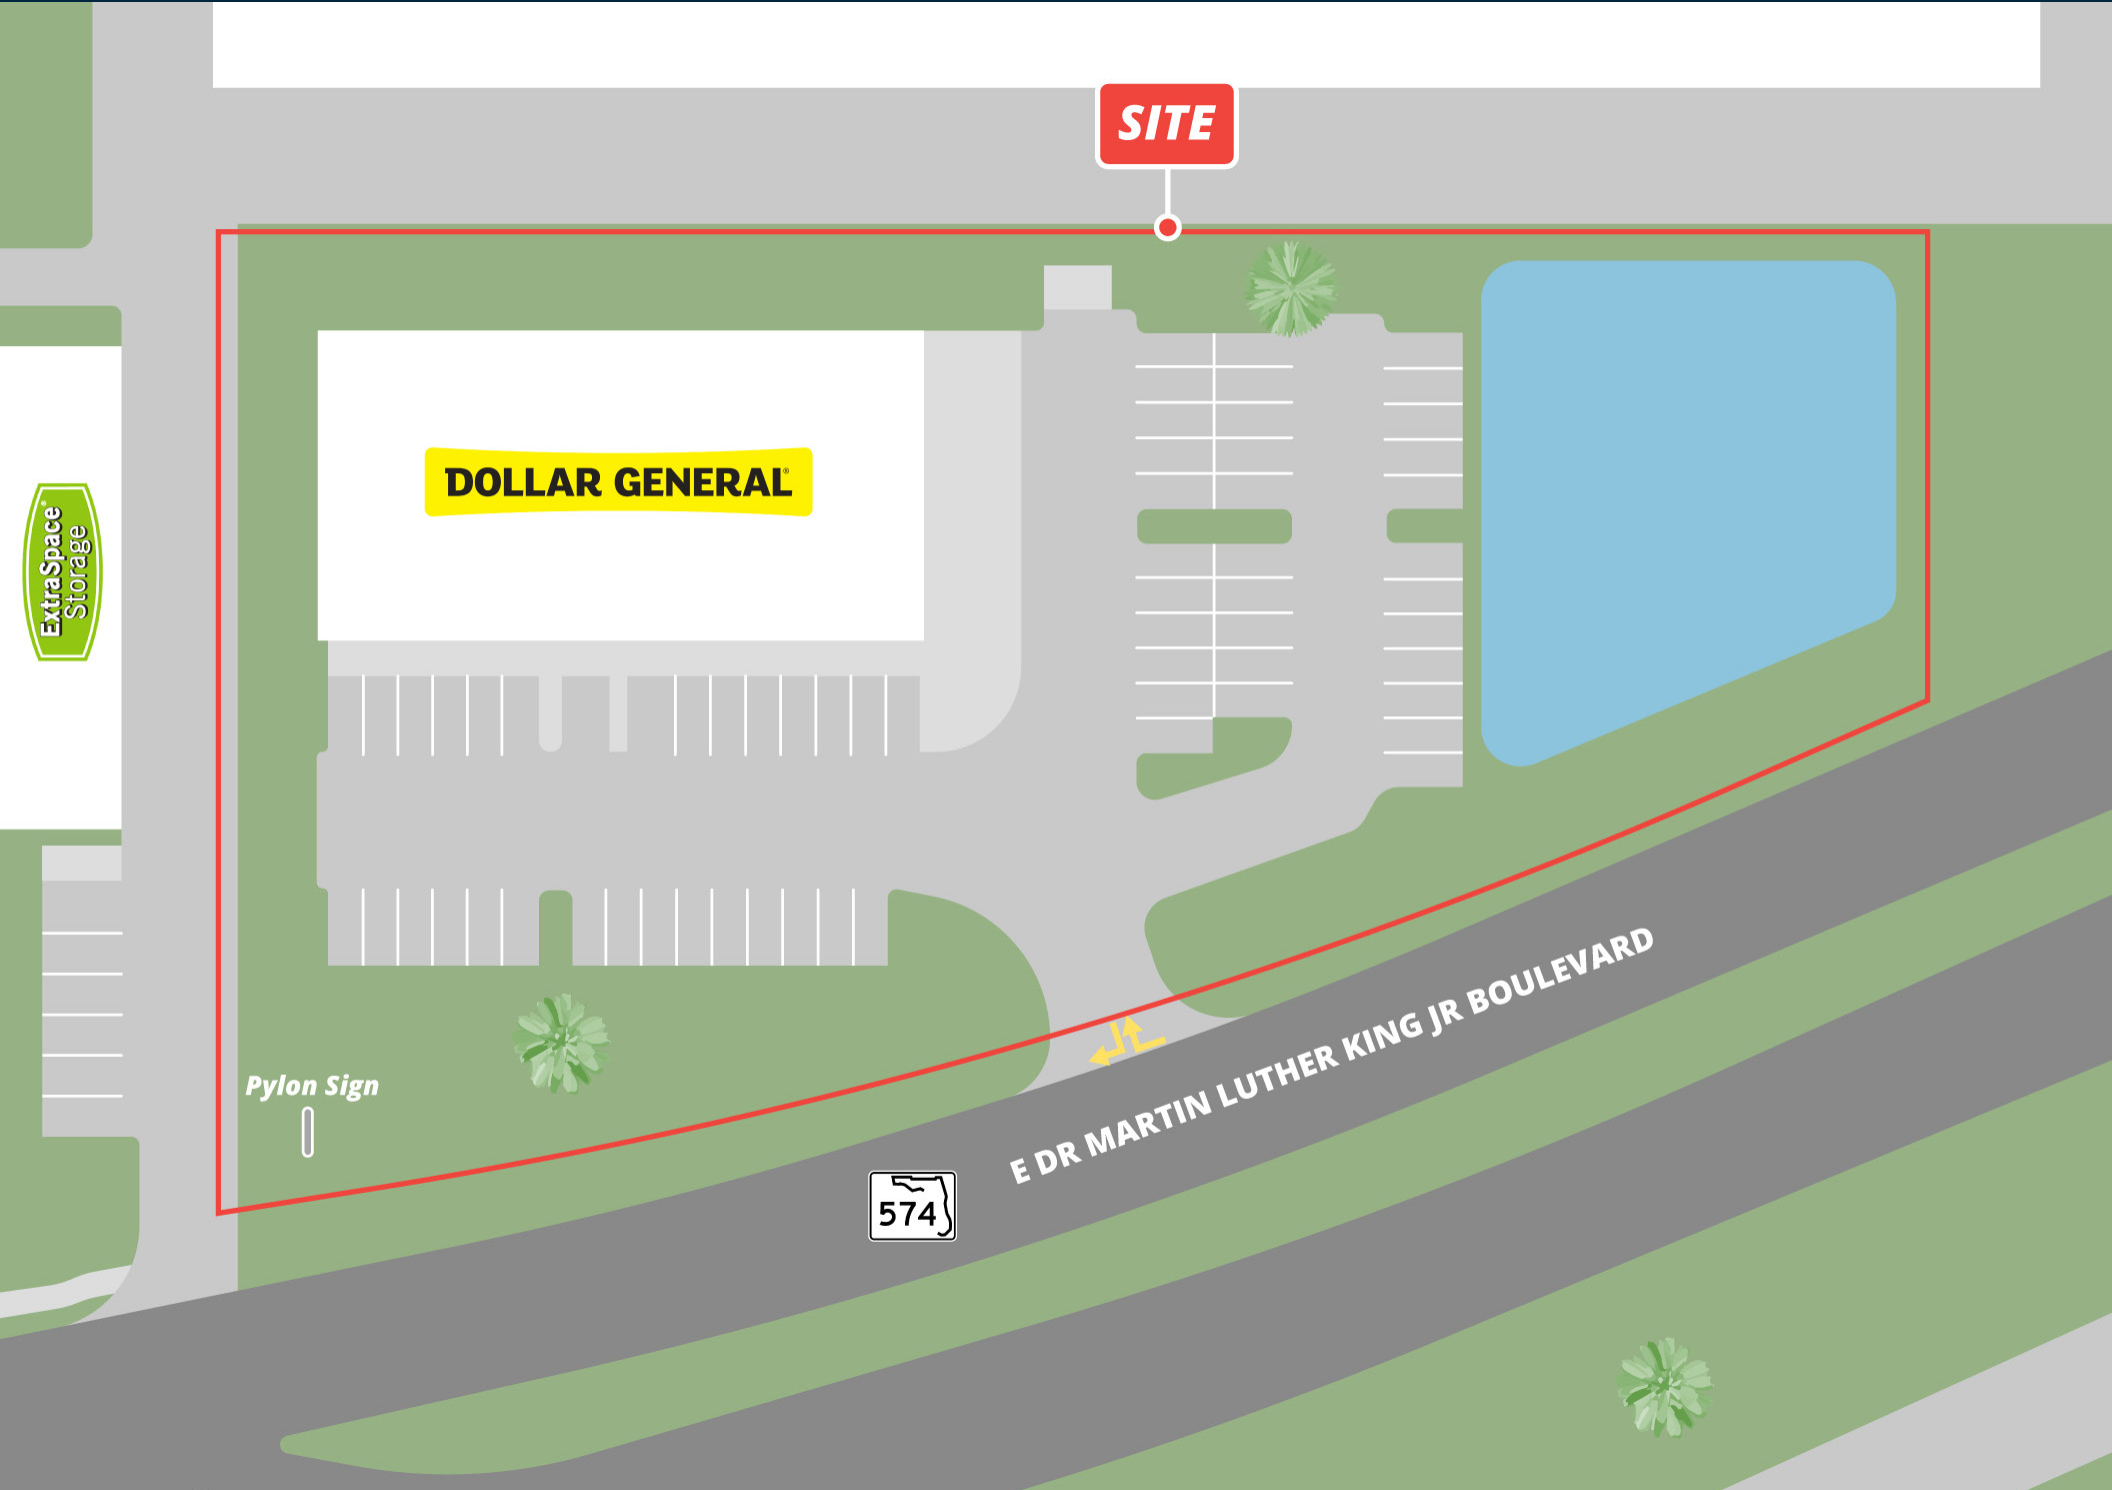 SITE
DOLLAR GENERAL®
ExtraSpace®
Storage
E DR MARTIN LUTHER KING JR BOULEVARD
Pylon Sign
574